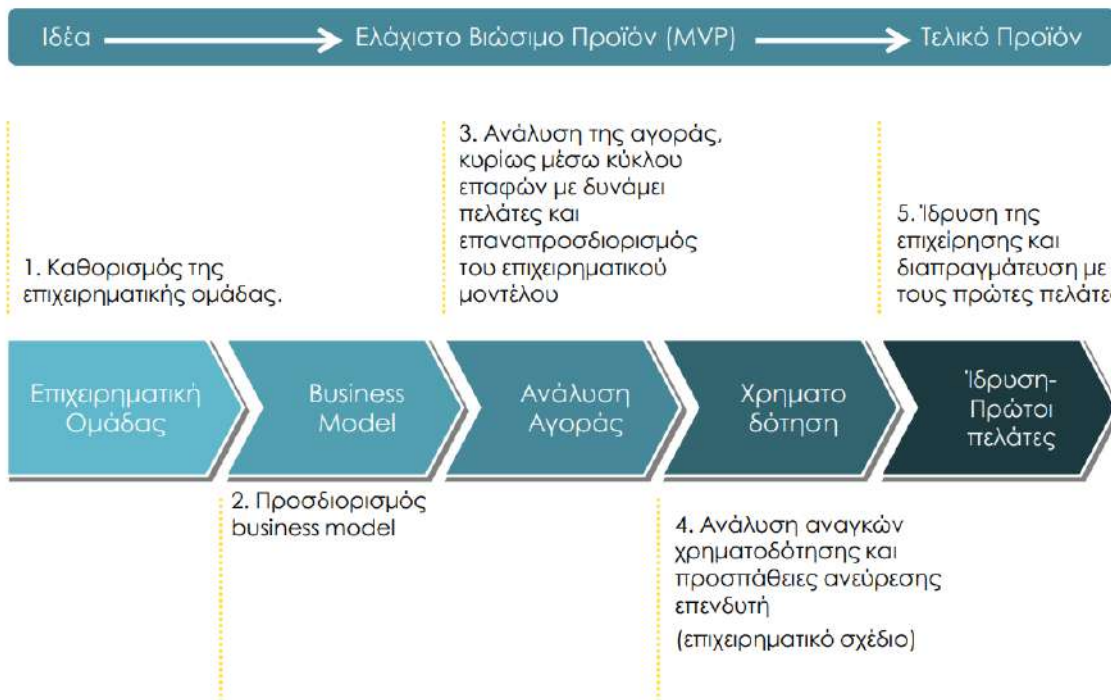 Ιδέα
Ελάχιστο Βιώσιμο Προϊόν (MVP)
Τελικό Προϊόν
1. Καθορισμός της
επιχειρηματικής ομάδας.
3. Ανάλυση της αγοράς,
κυρίως μέσω κύκλου
επαφών με δυνάμει
πελάτες και
επαναπροσδιορισμός
του επιχειρηματικού
μοντέλου
5. Ίδρυση της
επιχείρησης και
διαπραγμάτευση με
τους πρώτες πελάτε
Επιχειρηματική
Ομάδας
Business
Model
Ανάλυση
Αγοράς
Χρηματο
δότηση
Ίδρυση-
Πρώτοι
πελάτες
2. Προσδιορισμός
business model
4. Ανάλυση αναγκών
χρηματοδότησης και
προσπάθειες ανεύρεσης
επενδυτή
(επιχειρηματικό σχέδιο)